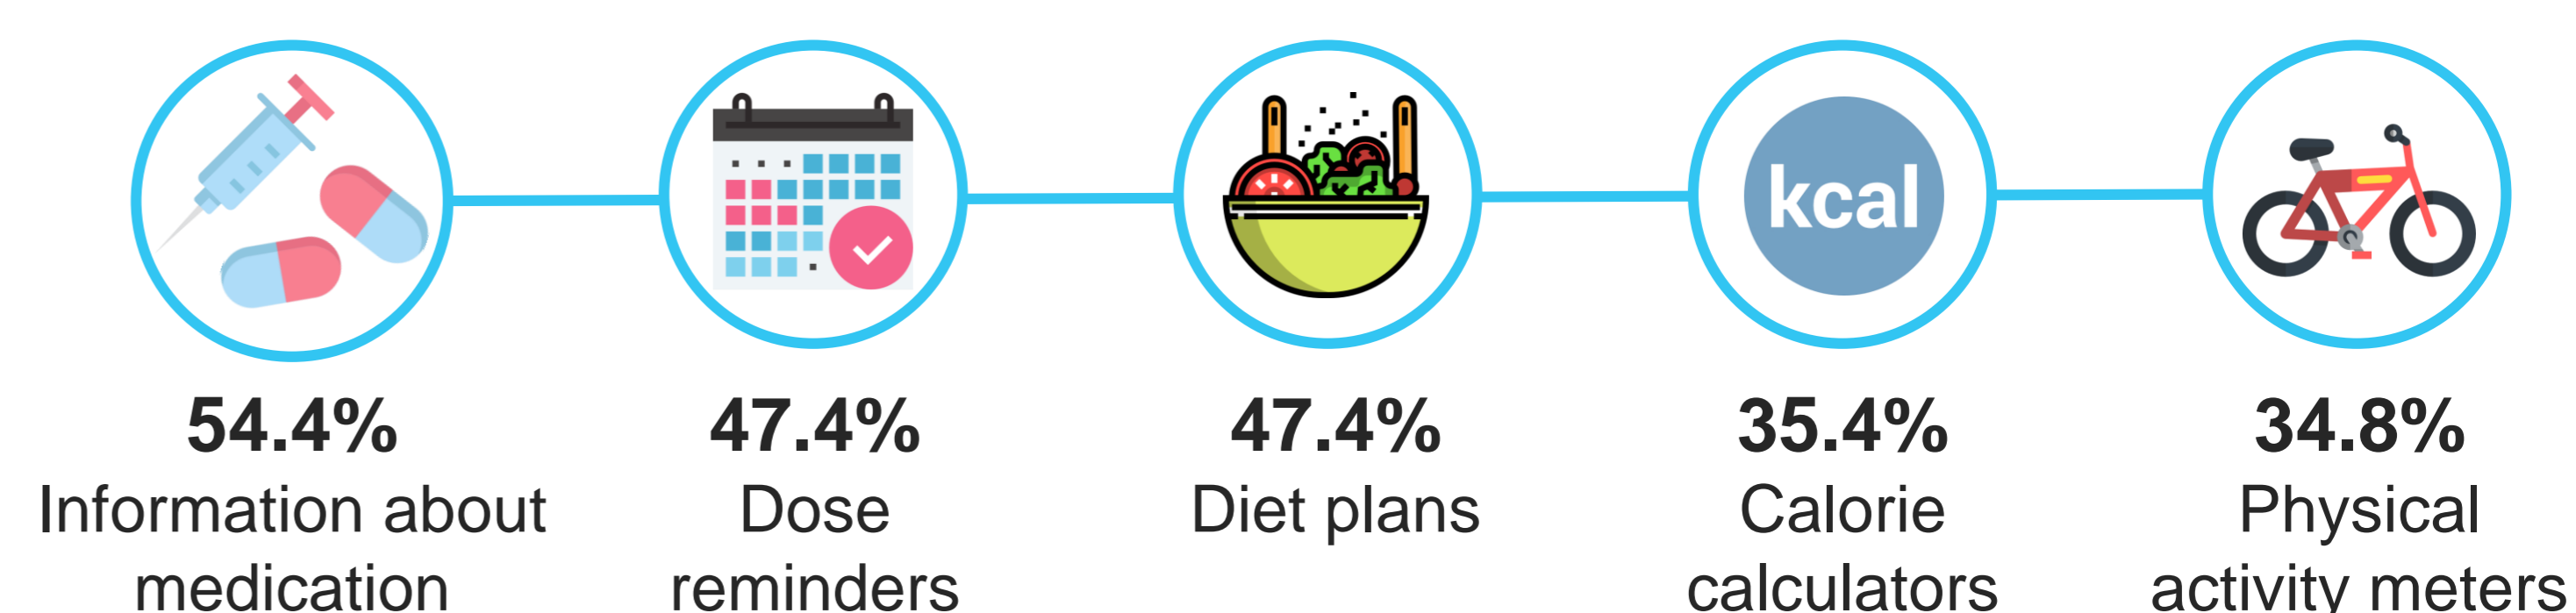 kcal
54.4%
Information about
medication
47.4%
Dose
reminders
47.4%
Diet plans
35.4%
Calorie
calculators
34.8%
Physical
activity meters